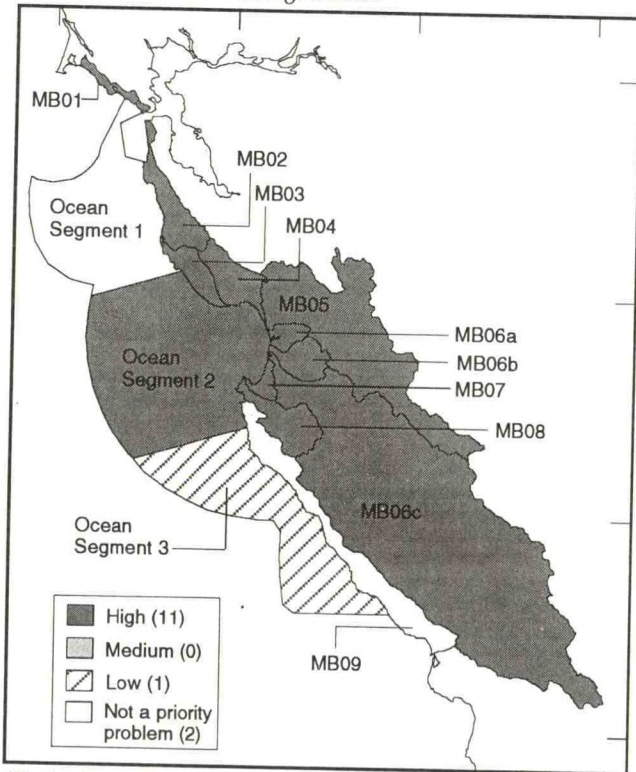 MB01
MB02
MB03
MB04
Ocean
Segment 1
MB05
MB06a
Ocean
Segment 2
MB06b
MB07
MB08
MB06c
Ocean
Segment 3
High (11)
Medium (0)
Low (1)
Not a priority
problem (2)
MB09